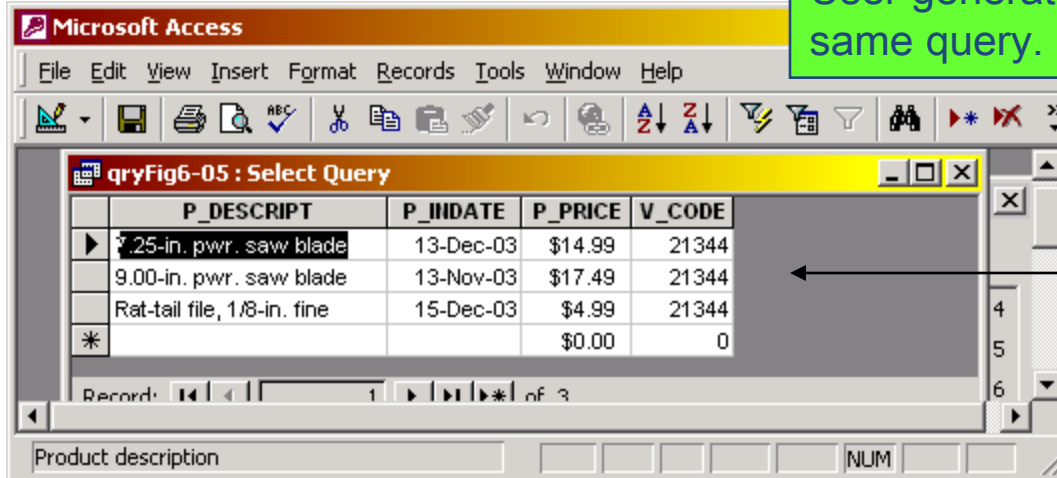 Microsoft Access
same query.
File Edit View Insert Format Records Tools Window Help
ABC
qryFig6-05 : Select Query
P_DESCRIPT P_INDATE P_PRICE V_CODE
7.25-in. pwr. saw blade 13-Dec-03 $14.99 21344
9.00-in. pwr. saw blade 13-Nov-03 $17.49 21344
Rat-tail file, 1/8-in. fine 15-Dec-03 $4.99 21344
$0.00 0
4
5
6
Record: 1 of 3
Product description NUM